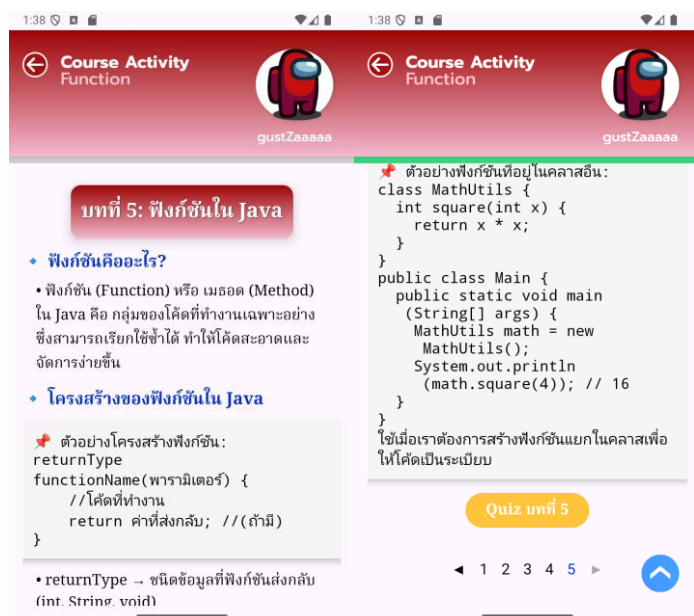 1:38
Course Activity
Function
gustZaaaaa
บทที่ 5: ฟังก์ชันใน Java
ฟังก์ชันคืออะไร?
• ฟังก์ชัน (Function) หรือ เมธอด (Method)
ใน Java คือ กลุ่มของโค้ดที่ทำงานเฉพาะอย่าง
ซึ่งสามารถเรียกใช้ซ้ำได้ ทำให้โค้ดสะอาดและ
จัดการง่ายขึ้น
โครงสร้างของฟังก์ชันใน Java
📌 ตัวอย่างโครงสร้างฟังก์ชัน:
returnType
functionName(พารามิเตอร์) {
//โค้ดที่ทำงาน
return ค่าที่ส่งกลับ; //(ถ้ามี)
}
• returnType → ชนิดข้อมูลที่ฟังก์ชันส่งกลับ
(int, String, void)
1:38
Course Activity
Function
gustZaaaaa
📌 ตัวอย่างฟังก์ชันที่อยู่ในคลาสอื่น:
class MathUtils {
int square(int x) {
return x * x;
}
}
public class Main {
public static void main
(String[] args) {
MathUtils math = new
MathUtils();
System.out.println
(math.square(4)); // 16
}
}
ใช้เมื่อเราต้องการสร้างฟังก์ชันแยกในคลาสเพื่อ
ให้โค้ดเป็นระเบียบ
Quiz บทที่ 5
◄ 1 2 3 4 5 ►